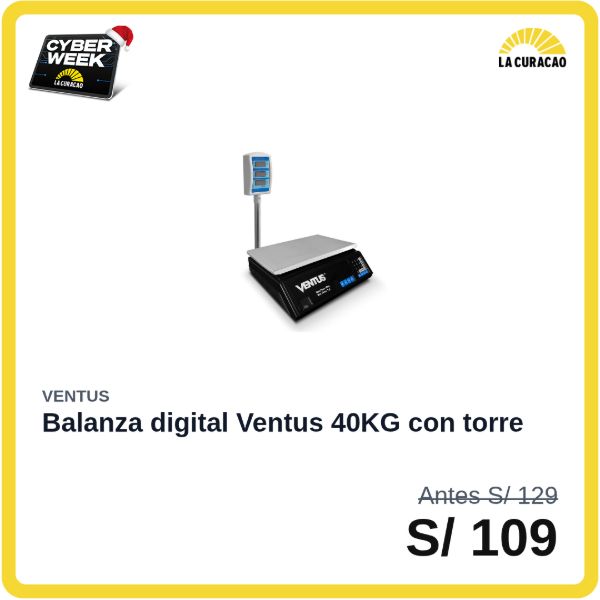 CYBER
WEEK
LA CURACAO
LA CURACAO
VENTUS
VENTUS
Balanza digital Ventus 40KG con torre
Antes S/ 129
S/ 109